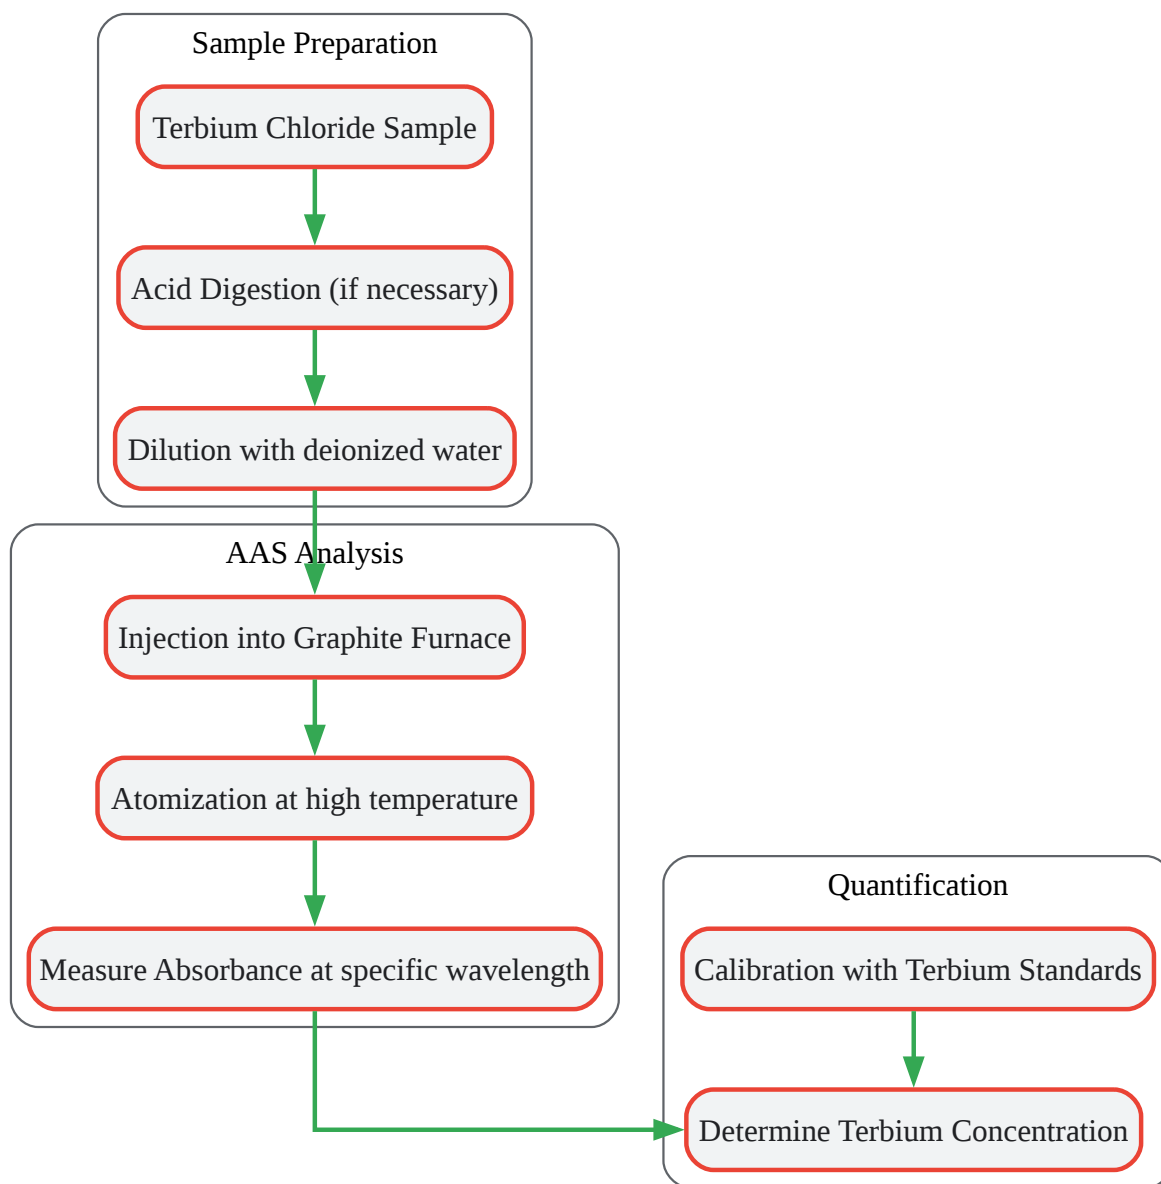 Sample Preparation
Terbium Chloride Sample
Acid Digestion (if necessary)
Dilution with deionized water
AAS Analysis
Injection into Graphite Furnace
Atomization at high temperature
Measure Absorbance at specific wavelength
Quantification
Calibration with Terbium Standards
Determine Terbium Concentration